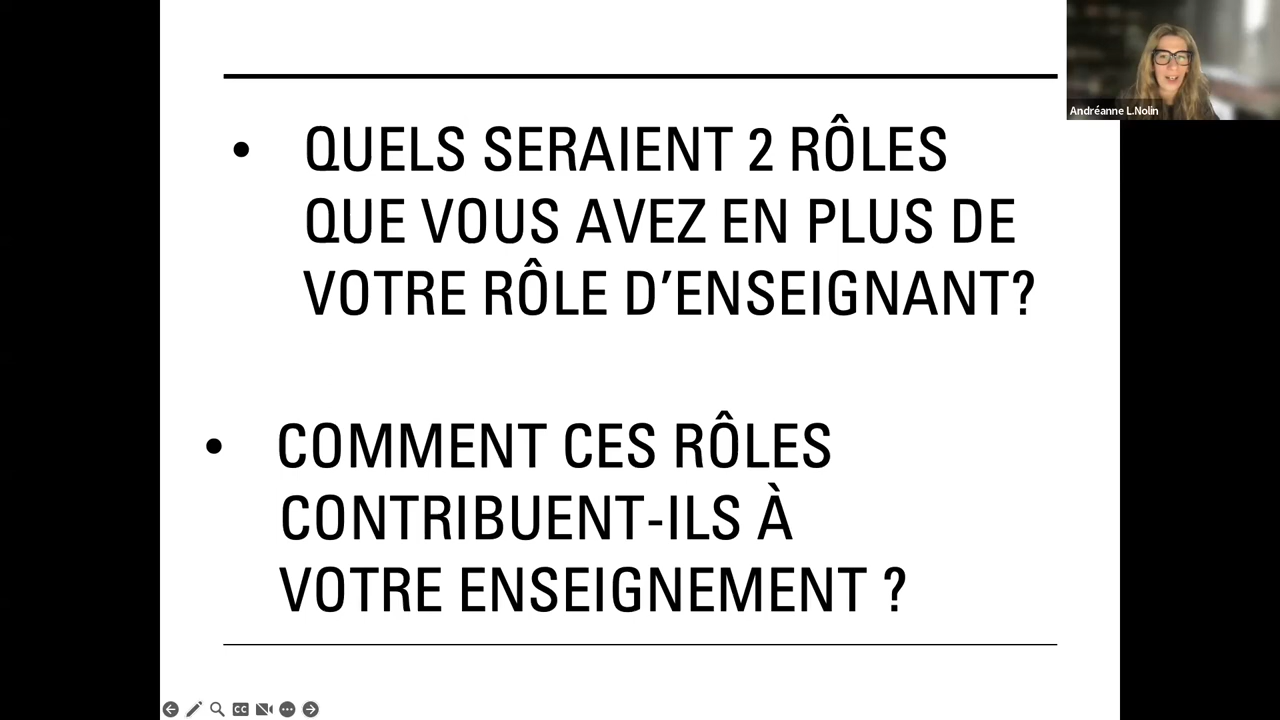 • QUELS SERAIENT 2 RÔLES
QUE VOUS AVEZ EN PLUS DE
VOTRE RÔLE D’ENSEIGNANT?
• COMMENT CES RÔLES
CONTRIBUENT-ILS À
VOTRE ENSEIGNEMENT ?
Andréanne L.Nolin
CC